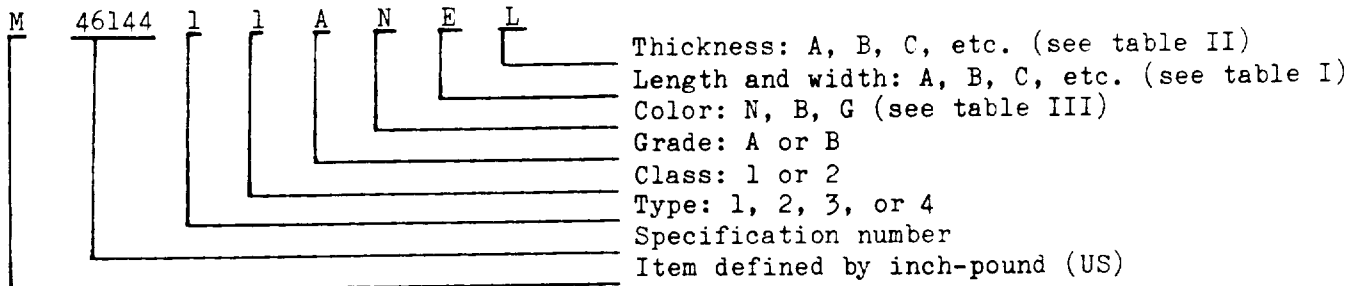 M 46144 1 1 A N E L
Thickness: A, B, C, etc. (see table II)
Length and width: A, B, C, etc. (see table I)
Color: N, B, G (see table III)
Grade: A or B
Class: 1 or 2
Type: 1, 2, 3, or 4
Specification number
Item defined by inch-pound (US)